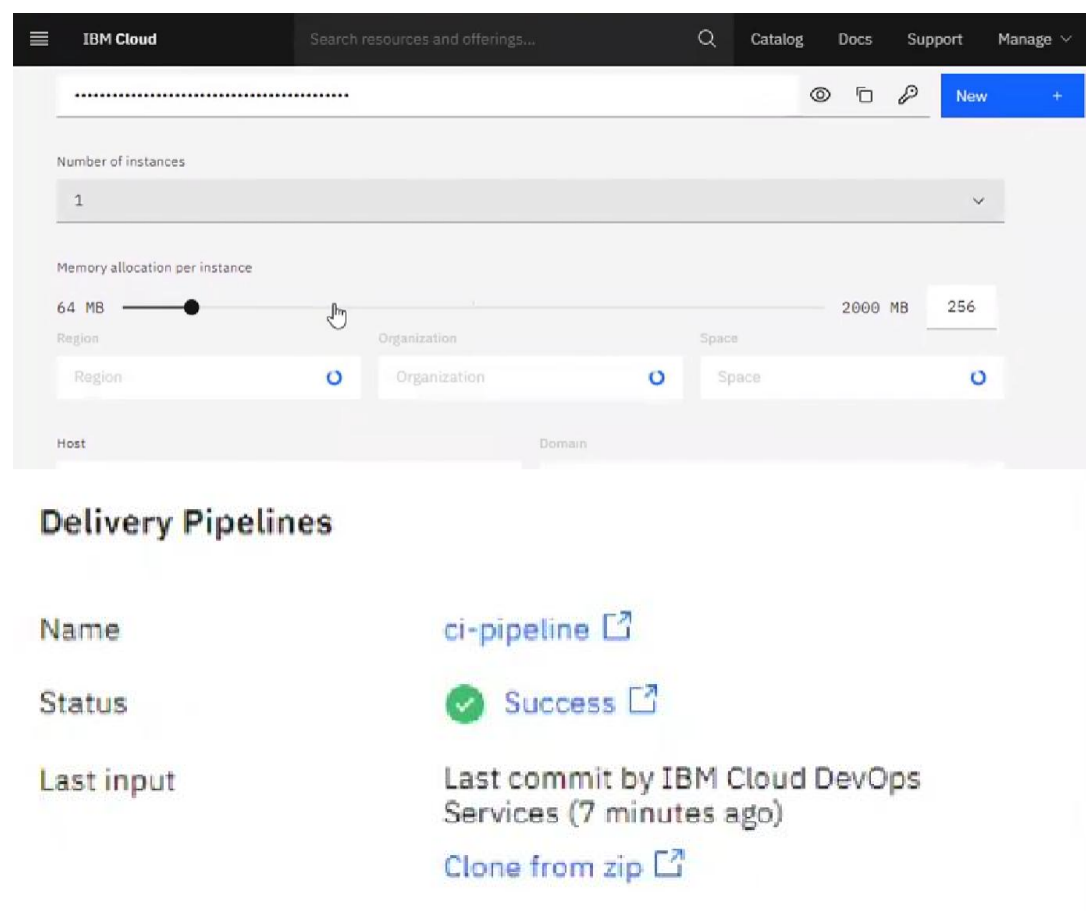 IBM Cloud Search resources and offerings... Catalog Docs Support Manage
•••••••••••••••••••••••••••••••••••••••••••• New +
Number of instances
1
Memory allocation per instance
64 MB 2000 MB 256
Region Organization Space
Region Organization Space
Host Domain
Delivery Pipelines
Name ci-pipeline
Status Success
Last input Last commit by IBM Cloud DevOps
Services (7 minutes ago)
Clone from zip